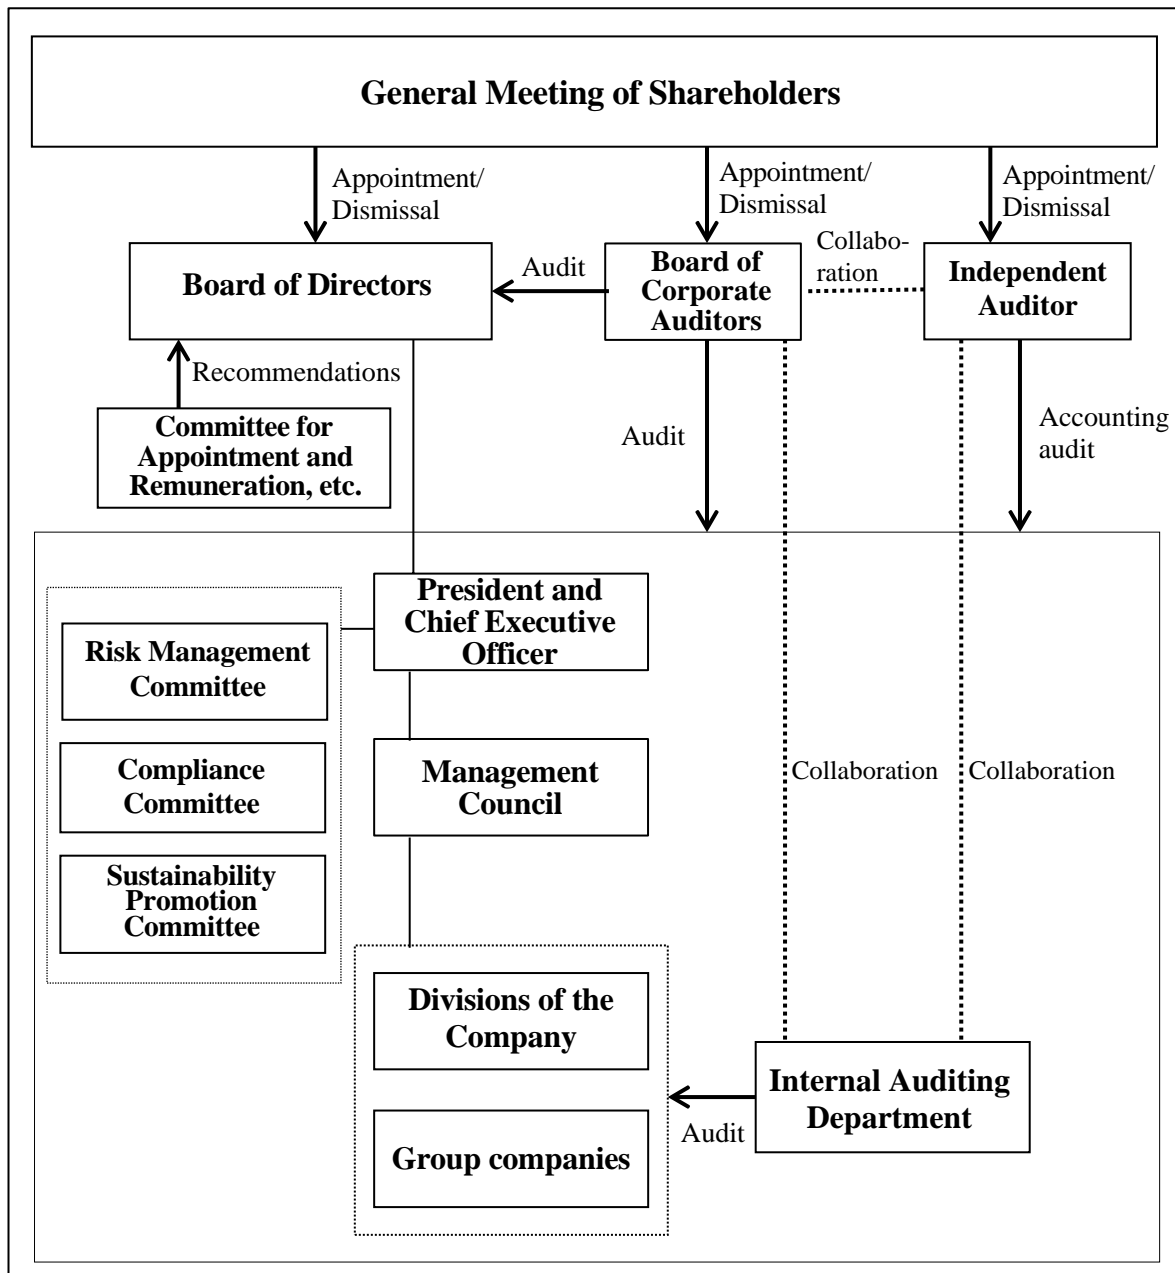 General Meeting of Shareholders
Appointment/
Dismissal
Appointment/
Dismissal
Appointment/
Dismissal
Board of Directors
Audit
Board of
Corporate
Auditors
Collabo-
ration
Independent
Auditor
Recommendations
Committee for
Appointment and
Remuneration, etc.
Audit
Accounting
audit
President and
Chief Executive
Officer
Risk Management
Committee
Compliance
Committee
Sustainability
Promotion
Committee
Management
Council
Collaboration
Collaboration
Divisions of the
Company
Group companies
Audit
Internal Auditing
Department